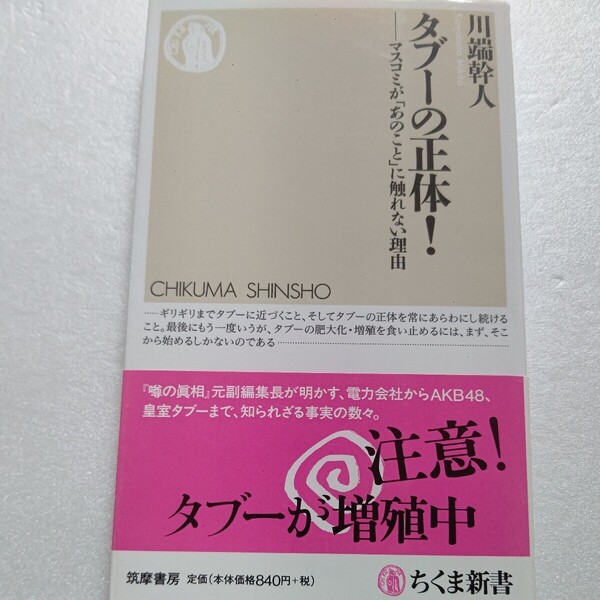 川端幹人
タブーの正体!
──マスコミが「あのこと」に触れない理由
CHIKUMA SHINSHO
……ギリギリまでタブーに近づくこと、そしてタブーの正体を常にあらわにし続ける
こと。最後にもう一度いうが、タブーの肥大化・増殖を食い止めるには、まず、そこ
から始めるしかないのである……………………
『噂の眞相』元副編集長が明かす、電力会社からAKB48、
皇室タブーまで、知られざる事実の数々。
注意!
タブーが増殖中
筑摩書房 定価(本体価格840円+税)
ちくま新書